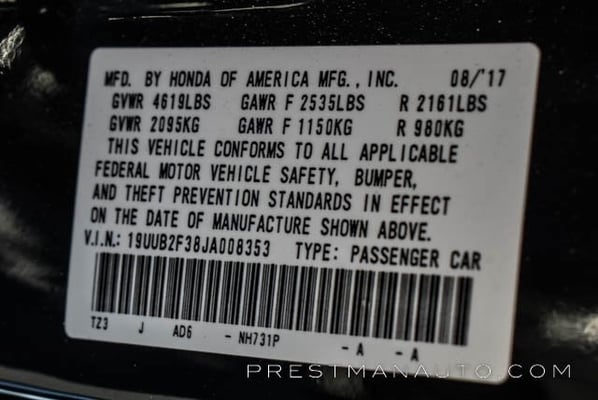 MFD. BY HONDA OF AMERICA MFG., INC. 08/'17
GVWR 4619LBS GAWR F 2535LBS R 2161LBS
GVWR 2095KG GAWR F 1150KG R 980KG
THIS VEHICLE CONFORMS TO ALL APPLICABLE
FEDERAL MOTOR VEHICLE SAFETY, BUMPER,
AND THEFT PREVENTION STANDARDS IN EFFECT
ON THE DATE OF MANUFACTURE SHOWN ABOVE.
V.I.N.: 19UUB2F38JA008353 TYPE: PASSENGER CAR
TZ3 J AD6 - NH731P - A - A
PRESTMANAUTO.COM